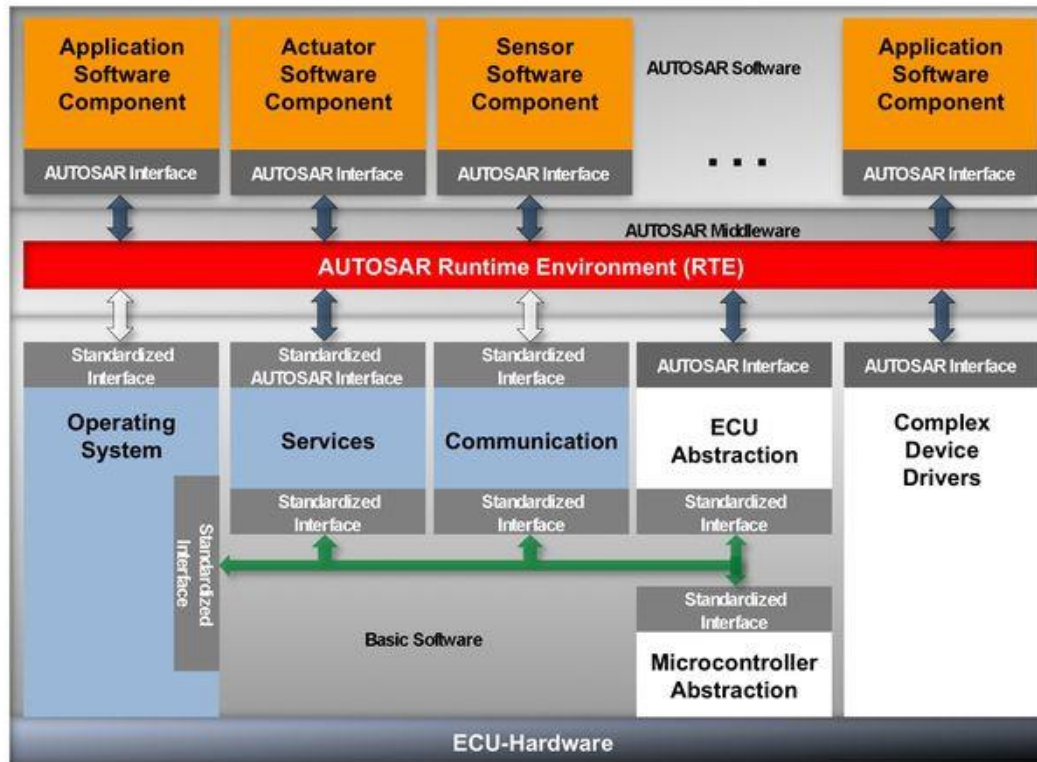 Application
Software
Component
AUTOSAR Interface
Actuator
Software
Component
AUTOSAR Interface
Sensor
Software
Component
AUTOSAR Interface
AUTOSAR Software
. . .
Application
Software
Component
AUTOSAR Interface
AUTOSAR Middleware
AUTOSAR Runtime Environment (RTE)
Standardized
Interface
Operating
System
Standardized
Interface
Standardized
AUTOSAR Interface
Services
Standardized
Interface
Standardized
Interface
Communication
Standardized
Interface
AUTOSAR Interface
ECU
Abstraction
Standardized
Interface
AUTOSAR Interface
Complex
Device
Drivers
Basic Software
Standardized
Interface
Microcontroller
Abstraction
ECU-Hardware